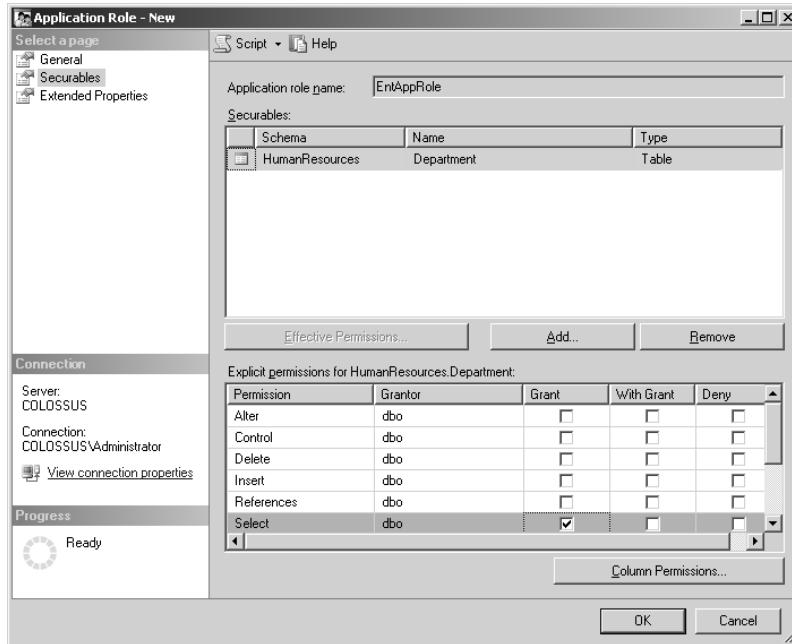 Application Role - New
Select a page
General
Securables
Extended Properties
Script Help
Application role name: EntAppRole
Securables:
Schema Name Type
HumanResources Department Table
Effective Permissions... Add... Remove
Explicit permissions for HumanResources.Department:
Permission Grantor Grant With Grant Deny
Alter dbo
Control dbo
Delete dbo
Insert dbo
References dbo
Select dbo
Column Permissions...
Connection
Server:
COLOSSUS
Connection:
COLOSSUS\Administrator
View connection properties
Progress
Ready
OK Cancel